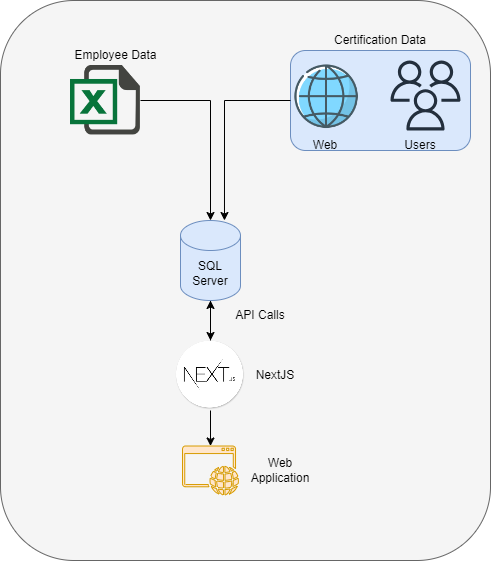 Certification Data
Employee Data
X
Web
Users
SQL
Server
API Calls
NEXT.JS
NextJS
Web
Application